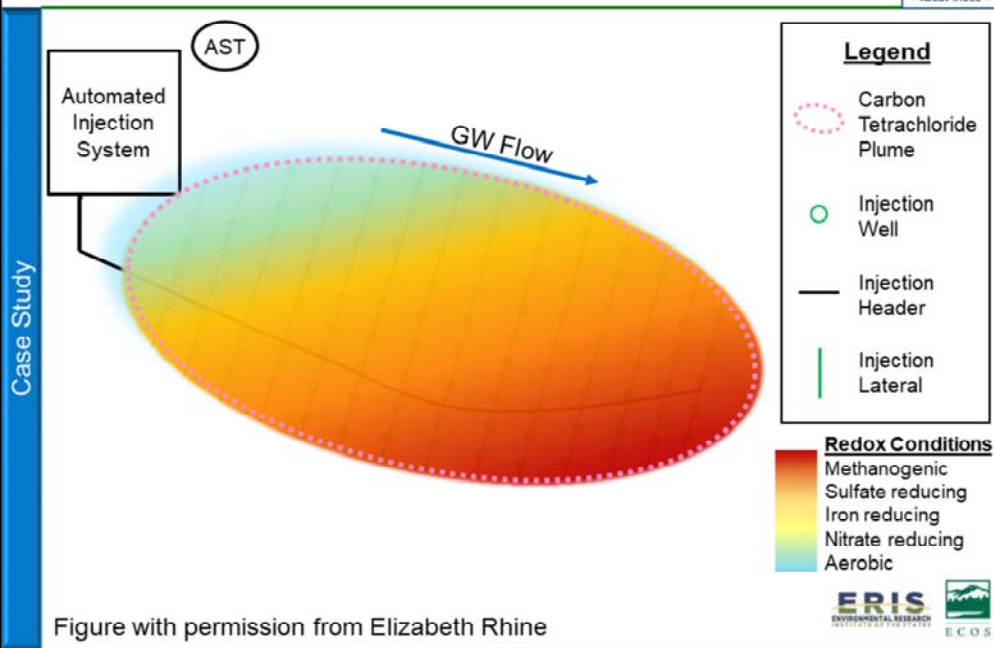 AST
Automated
Injection
System
GW Flow
Case Study
Legend
Carbon
Tetrachloride
Plume
Injection
Well
Injection
Header
Injection
Lateral
Redox Conditions
Methanogenic
Sulfate reducing
Iron reducing
Nitrate reducing
Aerobic
Figure with permission from Elizabeth Rhine
ERIS
ENVIRONMENTAL RESEARCH
INSTITUTE OF THE STATES
ECOS